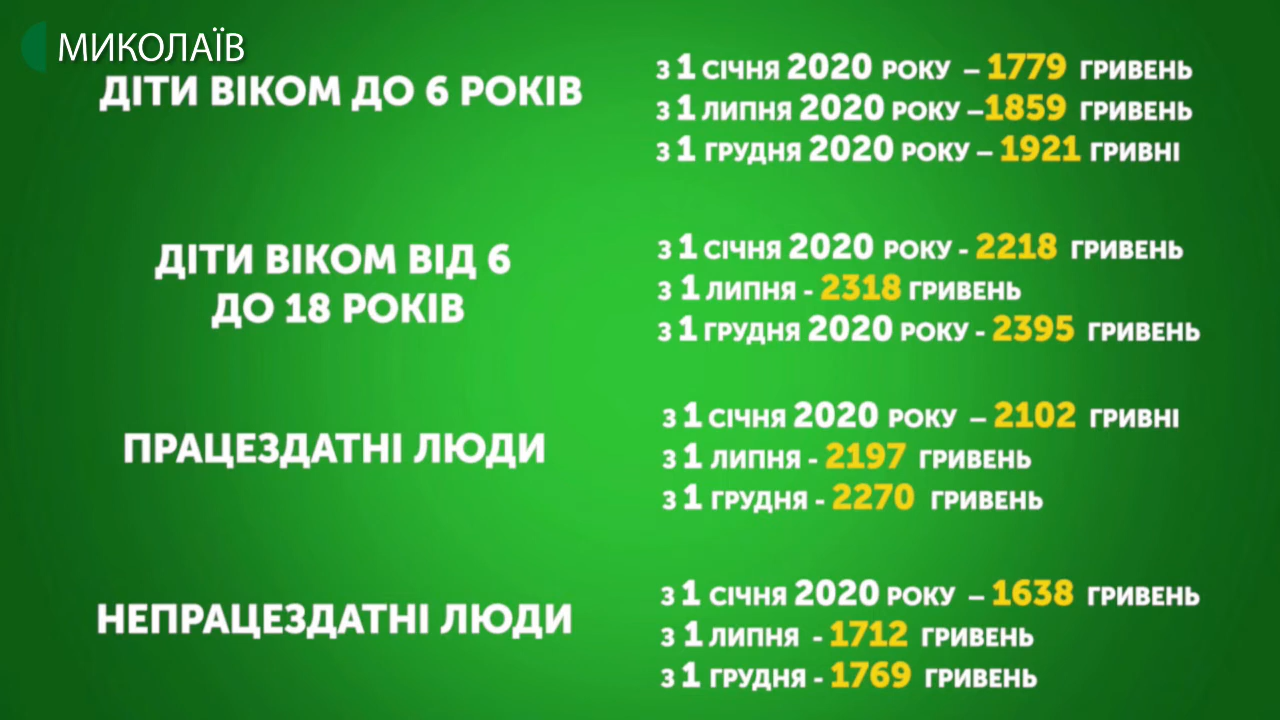 МИКОЛАЇВ
ДІТИ ВІКОМ ДО 6 РОКІВ
З 1 СІЧНЯ 2020 РОКУ – 1779 ГРИВЕНЬ
З 1 ЛИПНЯ 2020 РОКУ –1859 ГРИВЕНЬ
З 1 ГРУДНЯ 2020 РОКУ – 1921 ГРИВНІ
ДІТИ ВІКОМ ВІД 6
ДО 18 РОКІВ
З 1 СІЧНЯ 2020 РОКУ - 2218 ГРИВЕНЬ
З 1 ЛИПНЯ - 2318 ГРИВЕНЬ
З 1 ГРУДНЯ 2020 РОКУ - 2395 ГРИВЕНЬ
ПРАЦЕЗДАТНІ ЛЮДИ
З 1 СІЧНЯ 2020 РОКУ – 2102 ГРИВНІ
З 1 ЛИПНЯ - 2197 ГРИВЕНЬ
З 1 ГРУДНЯ - 2270 ГРИВЕНЬ
НЕПРАЦЕЗДАТНІ ЛЮДИ
З 1 СІЧНЯ 2020 РОКУ – 1638 ГРИВЕНЬ
З 1 ЛИПНЯ - 1712 ГРИВЕНЬ
З 1 ГРУДНЯ - 1769 ГРИВЕНЬ